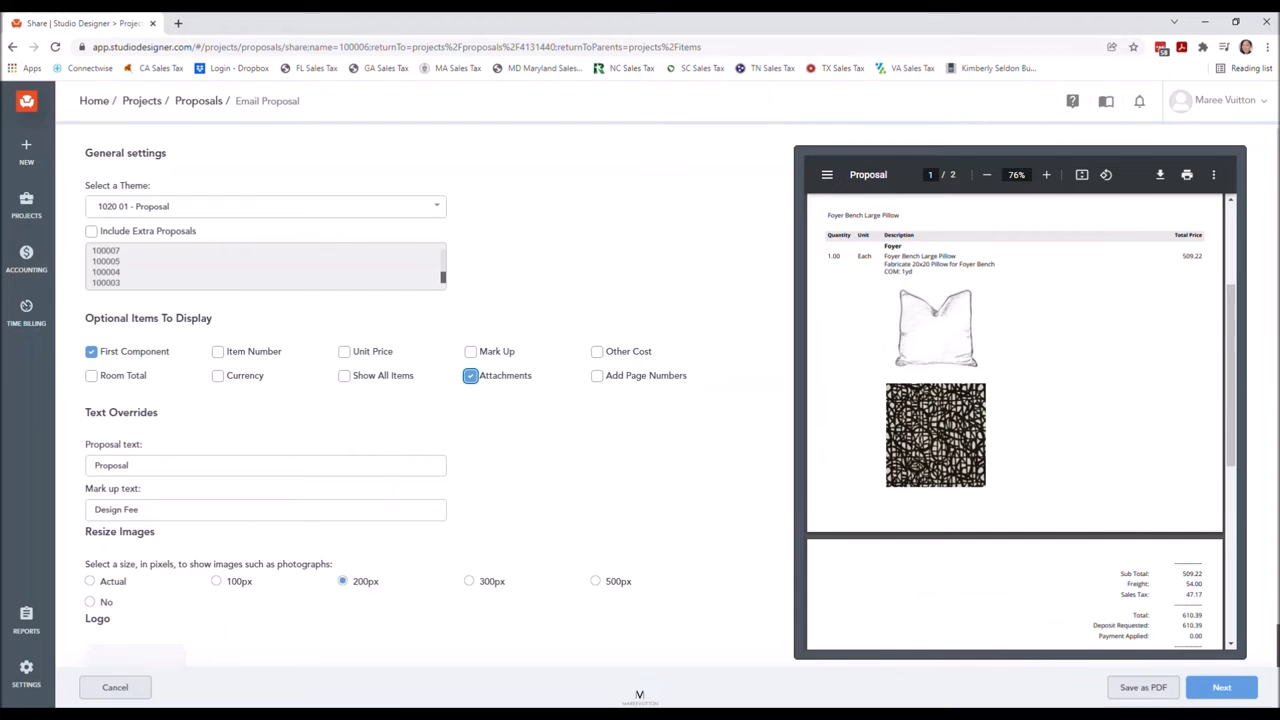 Share | Studio Designer > Project
app.studiodesigner.com/#/projects/proposals/share;name=100006;returnTo=projects%2Fproposals%2F4131440;returnToParents=projects%2Fitems
58
Apps Connectwise CA Sales Tax Login - Dropbox FL Sales Tax GA Sales Tax MA Sales Tax MD Maryland Sales... NC Sales Tax SC Sales Tax TN Sales Tax TX Sales Tax VA Sales Tax Kimberly Seldon Bu... Reading list
Home / Projects / Proposals / Email Proposal
Maree Vuitton
NEW
PROJECTS
ACCOUNTING
TIME BILLING
REPORTS
SETTINGS
General settings
Select a Theme:
1020 01 - Proposal
Include Extra Proposals
100007
100005
100004
100003
Optional Items To Display
First Component Item Number Unit Price Mark Up Other Cost
Room Total Currency Show All Items Attachments Add Page Numbers
Text Overrides
Proposal text:
Proposal
Mark up text:
Design Fee
Resize Images
Select a size, in pixels, to show images such as photographs:
Actual 100px 200px 300px 500px
No
Logo
Proposal 1 / 2 76%
Foyer Bench Large Pillow
Quantity Unit Description Total Price
Foyer
1.00 Each Foyer Bench Large Pillow 509.22
Fabricate 20x20 Pillow for Foyer Bench
COM: 1yd
Sub Total: 509.22
Freight: 54.00
Sales Tax: 47.17
Total: 610.39
Deposit Requested: 610.39
Payment Applied: 0.00
Cancel
M
MAREEVUITTON
Save as PDF
Next